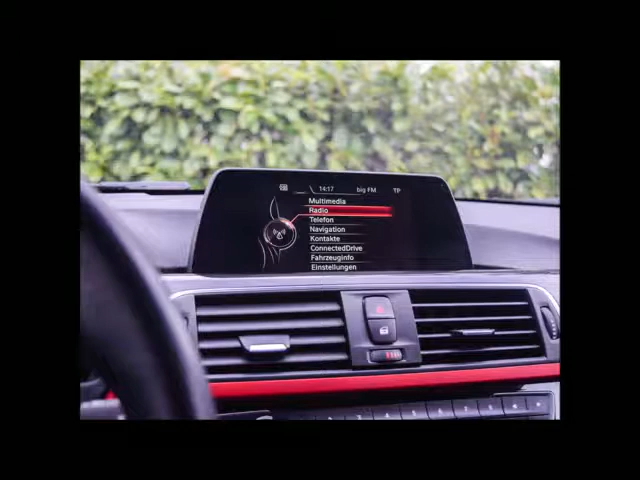 14:17 big FM TP
Multimedia
Radio
Telefon
Navigation
Kontakte
ConnectedDrive
Fahrzeuginfo
Einstellungen